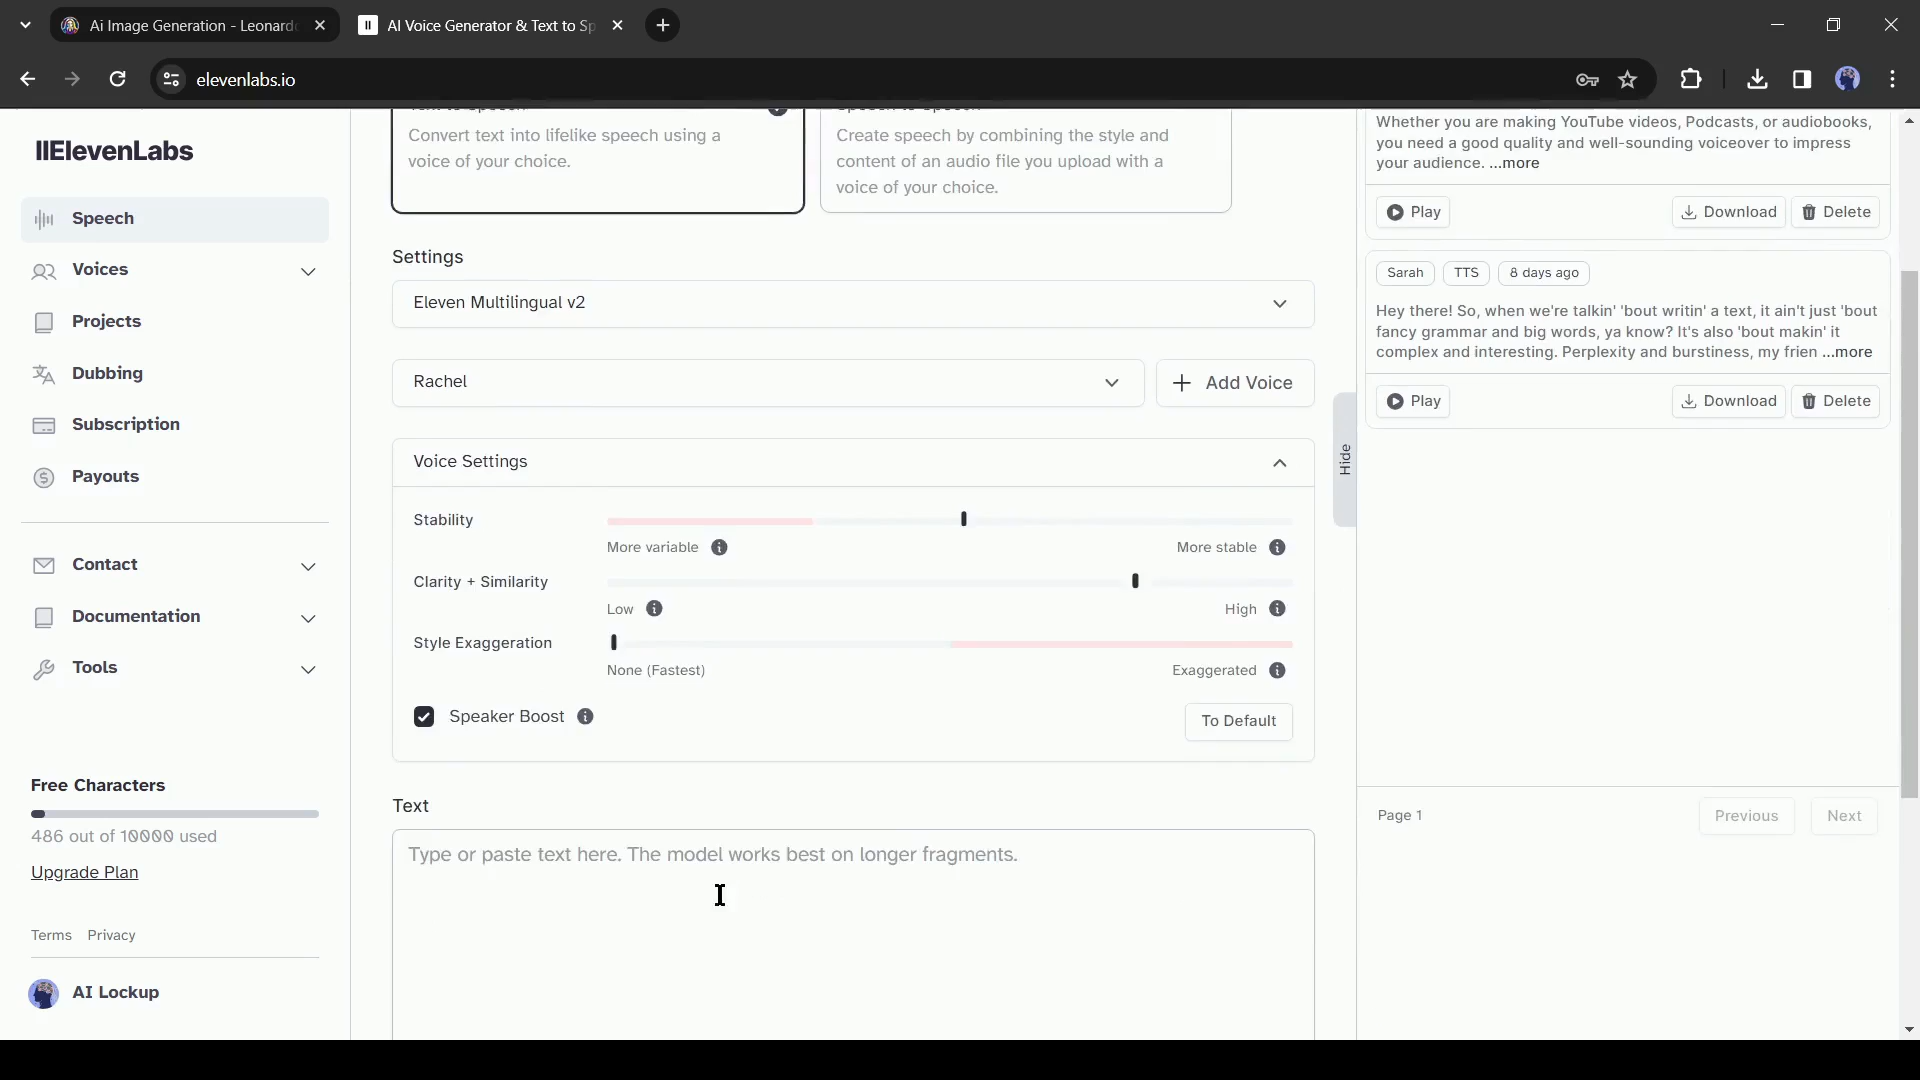 Ai Image Generation - Leonard
AI Voice Generator & Text to Sp
elevenlabs.io
IIElevenLabs
Speech
Voices
Projects
Dubbing
Subscription
Payouts
Contact
Documentation
Tools
Free Characters
486 out of 10000 used
Upgrade Plan
Terms Privacy
AI Lockup
Text to Speech
Convert text into lifelike speech using a
voice of your choice.
Speech to Speech
Create speech by combining the style and
content of an audio file you upload with a
voice of your choice.
Settings
Eleven Multilingual v2
Rachel
Add Voice
Voice Settings
Stability
More variable
More stable
Clarity + Similarity
Low
High
Style Exaggeration
None (Fastest)
Exaggerated
Speaker Boost
To Default
Text
Type or paste text here. The model works best on longer fragments.
Hide
Whether you are making YouTube videos, Podcasts, or audiobooks,
you need a good quality and well-sounding voiceover to impress
your audience. ...more
Play
Download
Delete
Sarah
TTS
8 days ago
Hey there! So, when we're talkin' 'bout writin' a text, it ain't just 'bout
fancy grammar and big words, ya know? It's also 'bout makin' it
complex and interesting. Perplexity and burstiness, my frien ...more
Play
Download
Delete
Page 1
Previous
Next